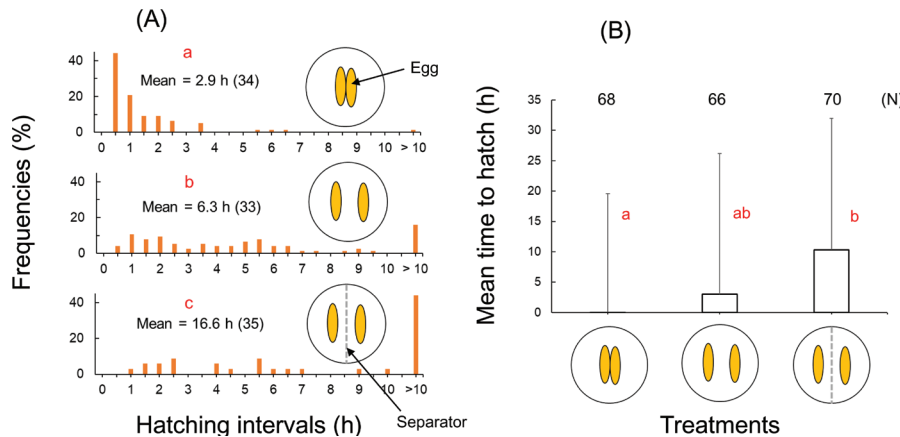 (A)
Frequencies (%)
a
Mean = 2.9 h (34)
Egg
40
20
0
0 1 2 3 4 5 6 7 8 9 >10
b
Mean = 6.3 h (33)
40
20
0
0 1 2 3 4 5 6 7 8 9 >10
c
Mean = 16.6 h (35)
40
20
0
0 1 2 3 4 5 6 7 8 9 >10
Separator
Hatching intervals (h)
(B)
Mean time to hatch (h)
68 66 70 (N)
35
30
25
20
15
10
5
0
a ab b
Treatments